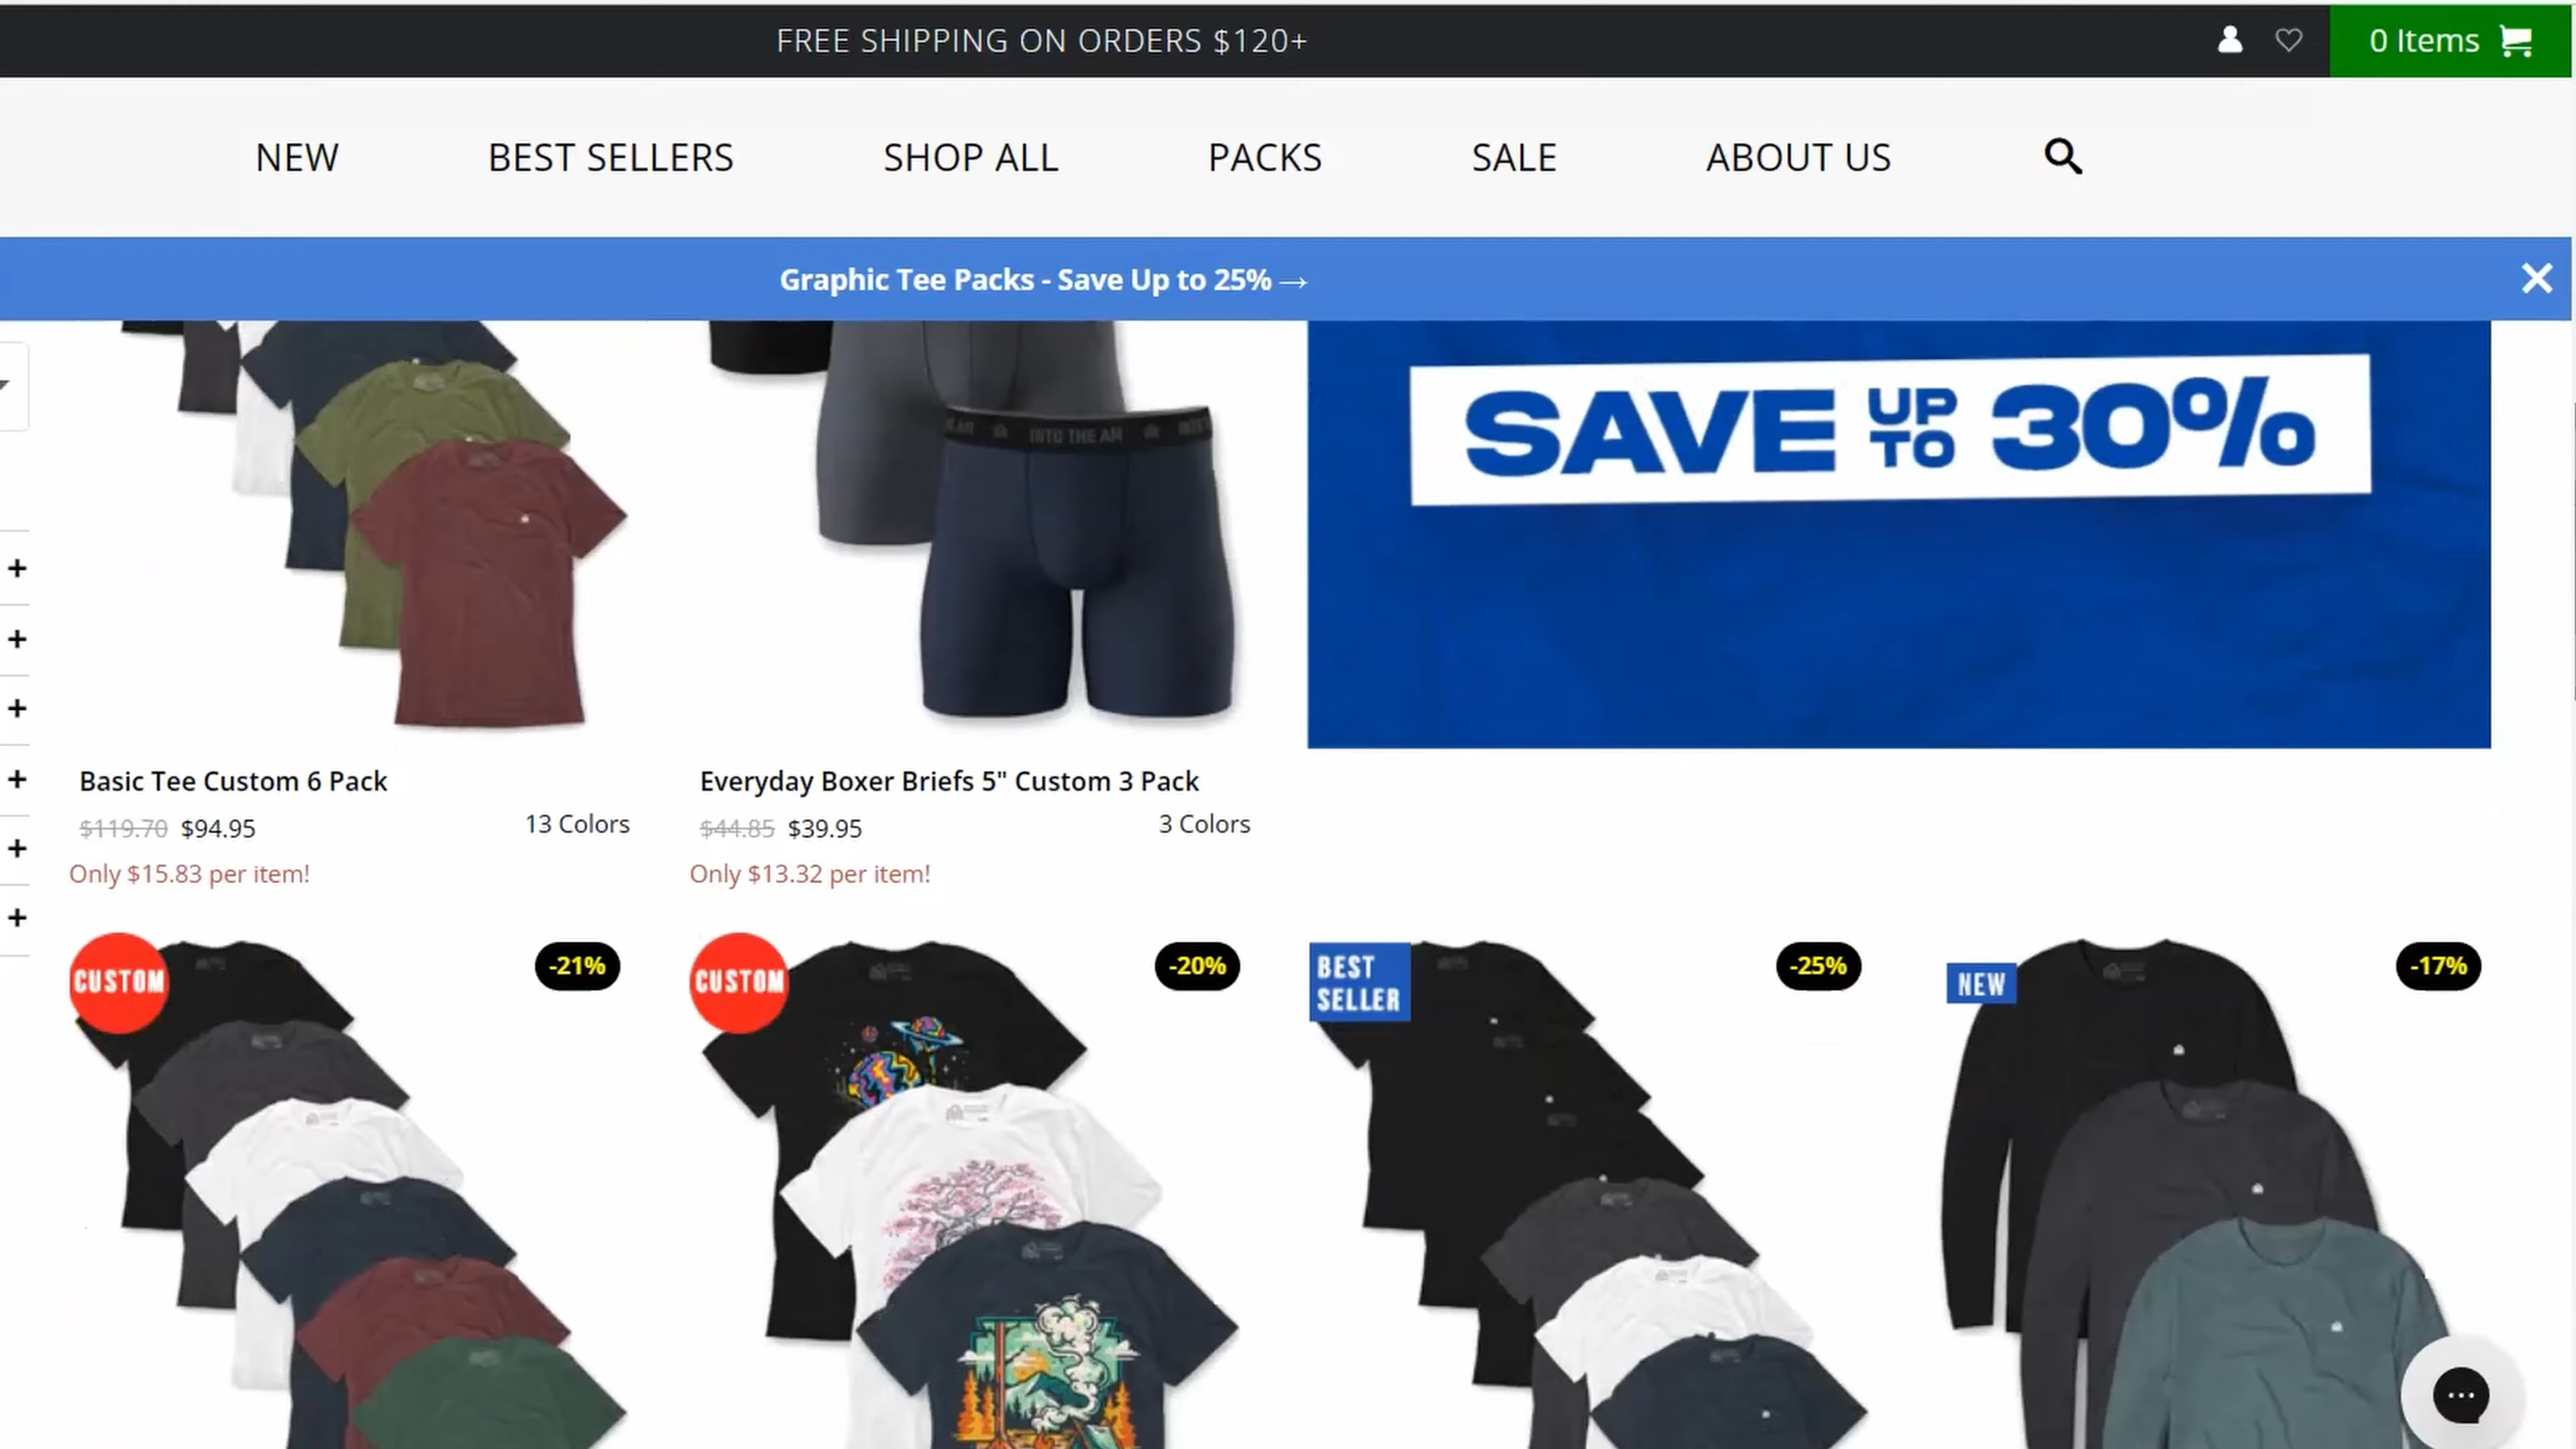 FREE SHIPPING ON ORDERS $120+
0 Items
NEW
BEST SELLERS
SHOP ALL
PACKS
SALE
ABOUT US
Graphic Tee Packs - Save Up to 25% →
SAVE UP TO 30%
INTO THE AM
Basic Tee Custom 6 Pack
$119.70 $94.95
13 Colors
Only $15.83 per item!
Everyday Boxer Briefs 5" Custom 3 Pack
$44.85 $39.95
3 Colors
Only $13.32 per item!
CUSTOM
-21%
CUSTOM
-20%
BEST
SELLER
-25%
NEW
-17%